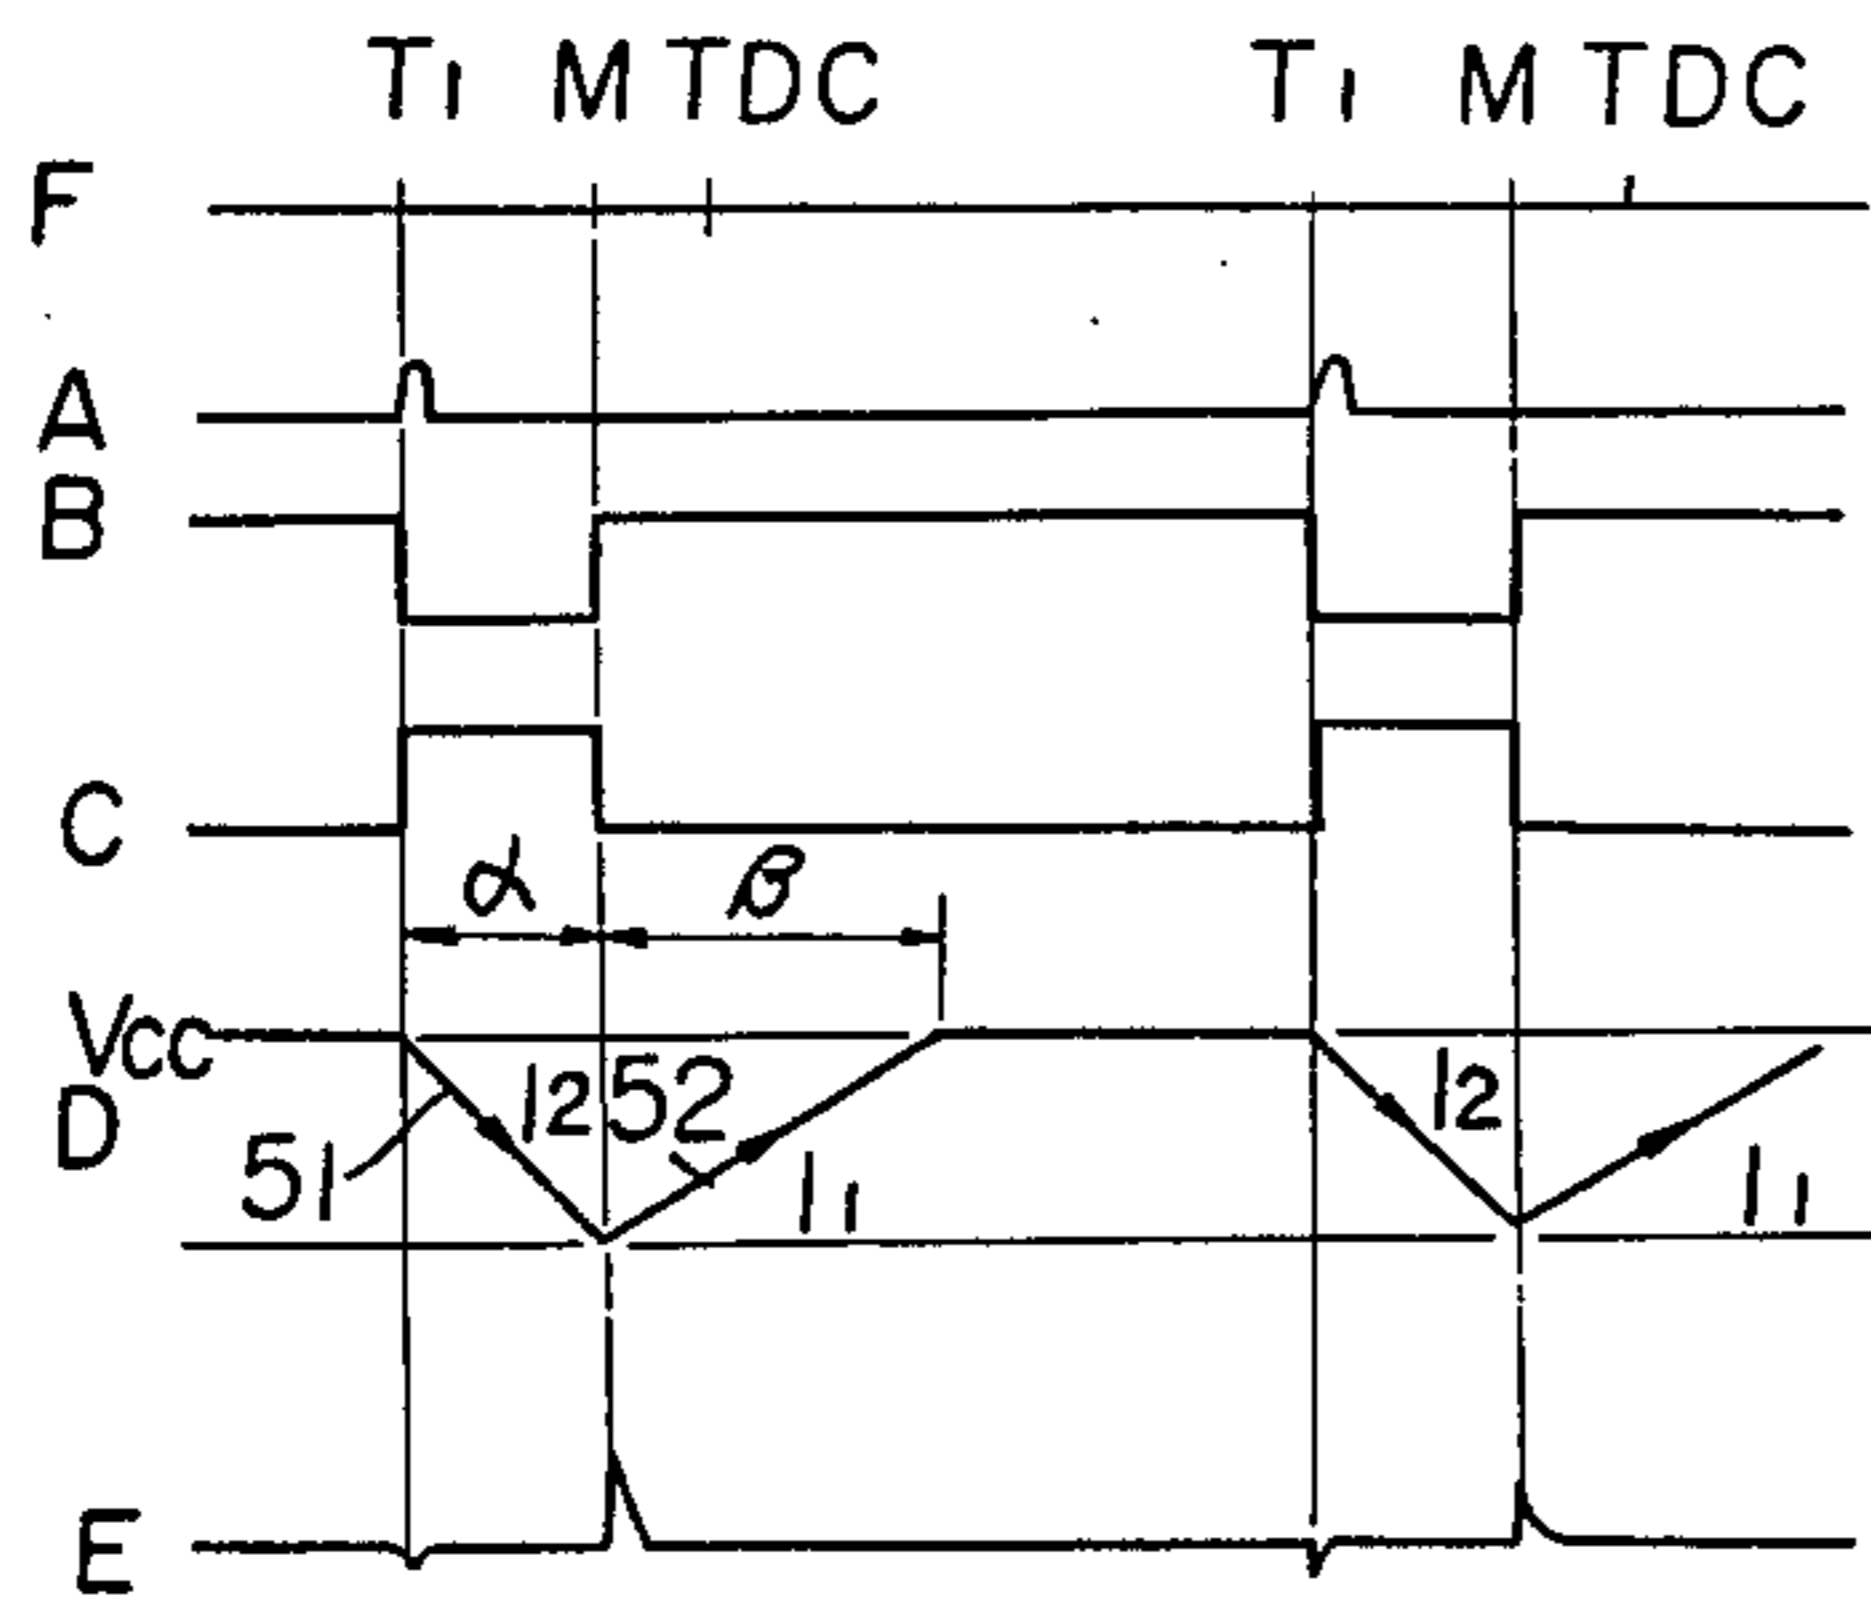 T1 M TDC T1 M TDC
F
A
B
C
α β
Vcc
D
51 I2 52 I1 I2 I1
E